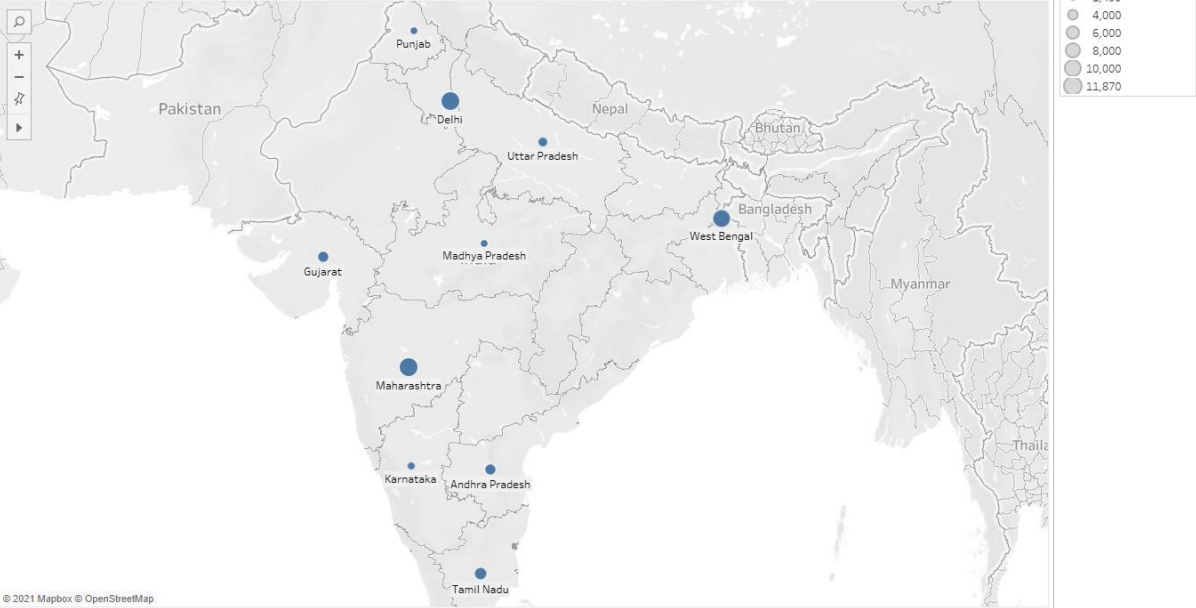 4,000
Punjab
6,000
8,000
10,000
11,870
Pakistan
Delhi
Nepal
Bhutan
Uttar Pradesh
Bangladesh
West Bengal
Madhya Pradesh
Gujarat
Myanmar
Maharashtra
Thaila
Karnataka
Andhra Pradesh
Tamil Nadu
© 2021 Mapbox © OpenStreetMap